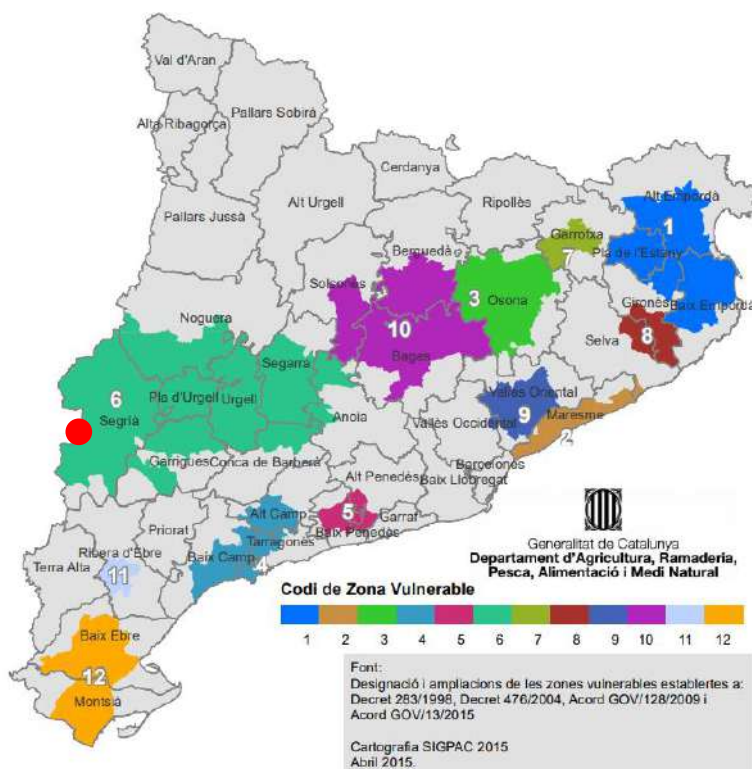 Val d'Aran
Pallars Sobirà
Alta Ribagorça
Cerdanya
Alt Urgell
Ripollès
Alt Empordà
Pallars Jussà
Garrotxa
1
Pla de l'Estany
7
Berguedà
Solsonès
3
Osona
Gironès
Baix Empordà
Noguera
10
Selva
8
Bages
Segarra
6
Pla d'Urgell
Urgell
Vallès Oriental
Segrià
Anoia
9
Maresme
Vallès Occidental
2
Garrigues
Conca de Barberà
Barcelonès
Alt Penedès
Baix Llobregat
Alt Camp
5
Garraf
Priorat
Baix Penedès
Tarragonès
Ribera d'Ebre
Baix Camp
4
Terra Alta
11
Baix Ebre
12
Montsià
Generalitat de Catalunya
Departament d'Agricultura, Ramaderia,
Pesca, Alimentació i Medi Natural
Codi de Zona Vulnerable
1 2 3 4 5 6 7 8 9 10 11 12
Font:
Designació i ampliacions de les zones vulnerables establertes a:
Decret 283/1998, Decret 476/2004, Acord GOV/128/2009 i
Acord GOV/13/2015
Cartografia SIGPAC 2015
Abril 2015.